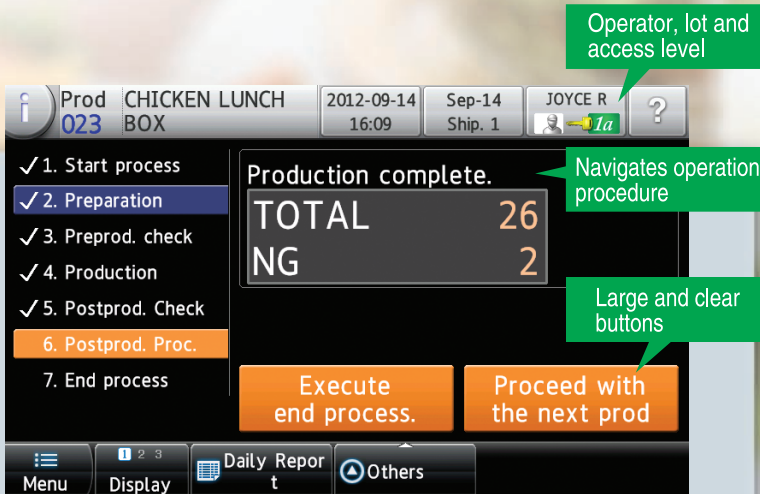 Operator, lot and
access level
i
Prod
023
CHICKEN LUNCH
BOX
2012-09-14
16:09
Sep-14
Ship. 1
JOYCE R
1a
?
✓ 1. Start process
✓ 2. Preparation
✓ 3. Preprod. check
✓ 4. Production
✓ 5. Postprod. Check
6. Postprod. Proc.
7. End process
Production complete.
TOTAL 26
NG 2
Navigates operation
procedure
Large and clear
buttons
Execute
end process.
Proceed with
the next prod
Menu
1 2 3
Display
Daily Repor
t
Others